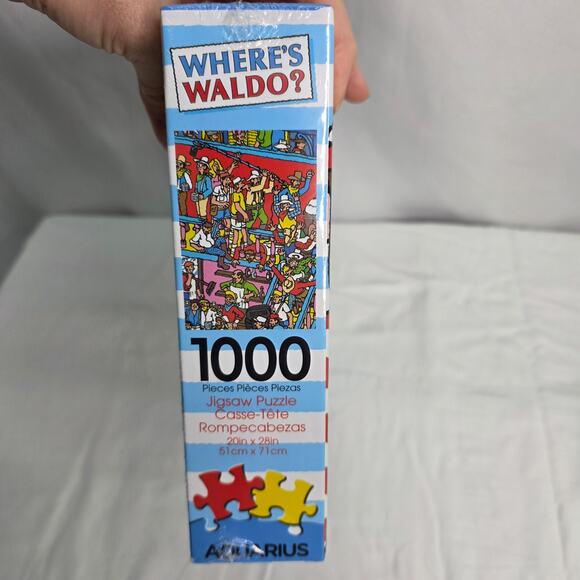 WHERE'S
WALDO?
1000
Pieces Pièces Piezas
Jigsaw Puzzle
Casse-Tête
Rompecabezas
20in x 28in
51cm x 71cm
AQUARIUS